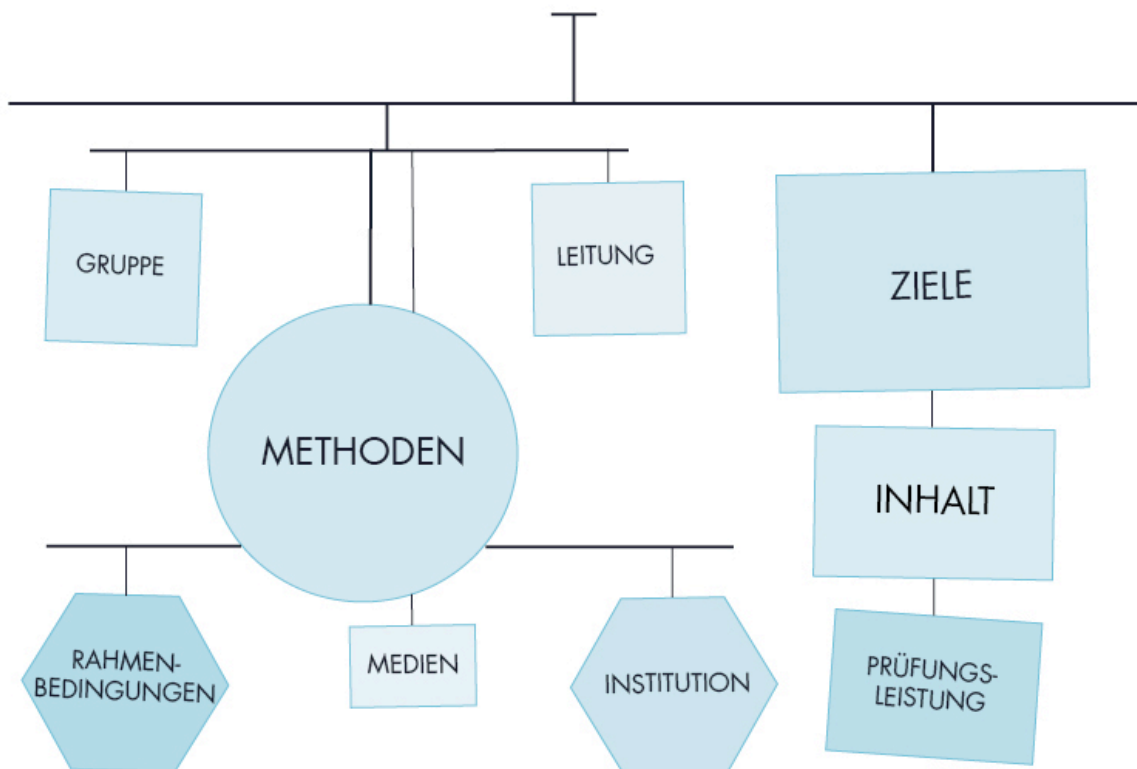 GRUPPE
LEITUNG
ZIELE
METHODEN
INHALT
RAHMEN-
BEDINGUNGEN
MEDIEN
INSTITUTION
PRÜFUNGS-
LEISTUNG